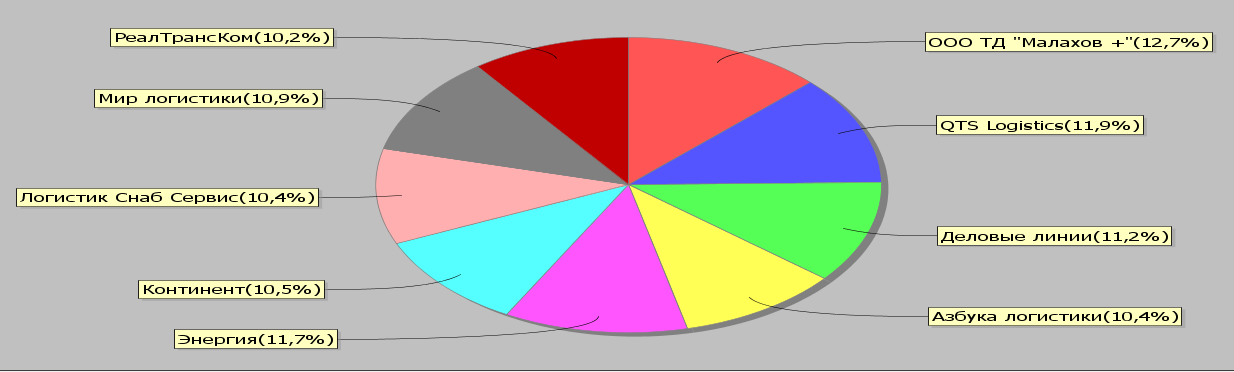 РеалТрансКом(10,2%)
ООО ТД "Малахов +"(12,7%)
Мир логистики(10,9%)
QTS Logistics(11,9%)
Логистик Снаб Сервис(10,4%)
Деловые линии(11,2%)
Континент(10,5%)
Азбука логистики(10,4%)
Энергия(11,7%)